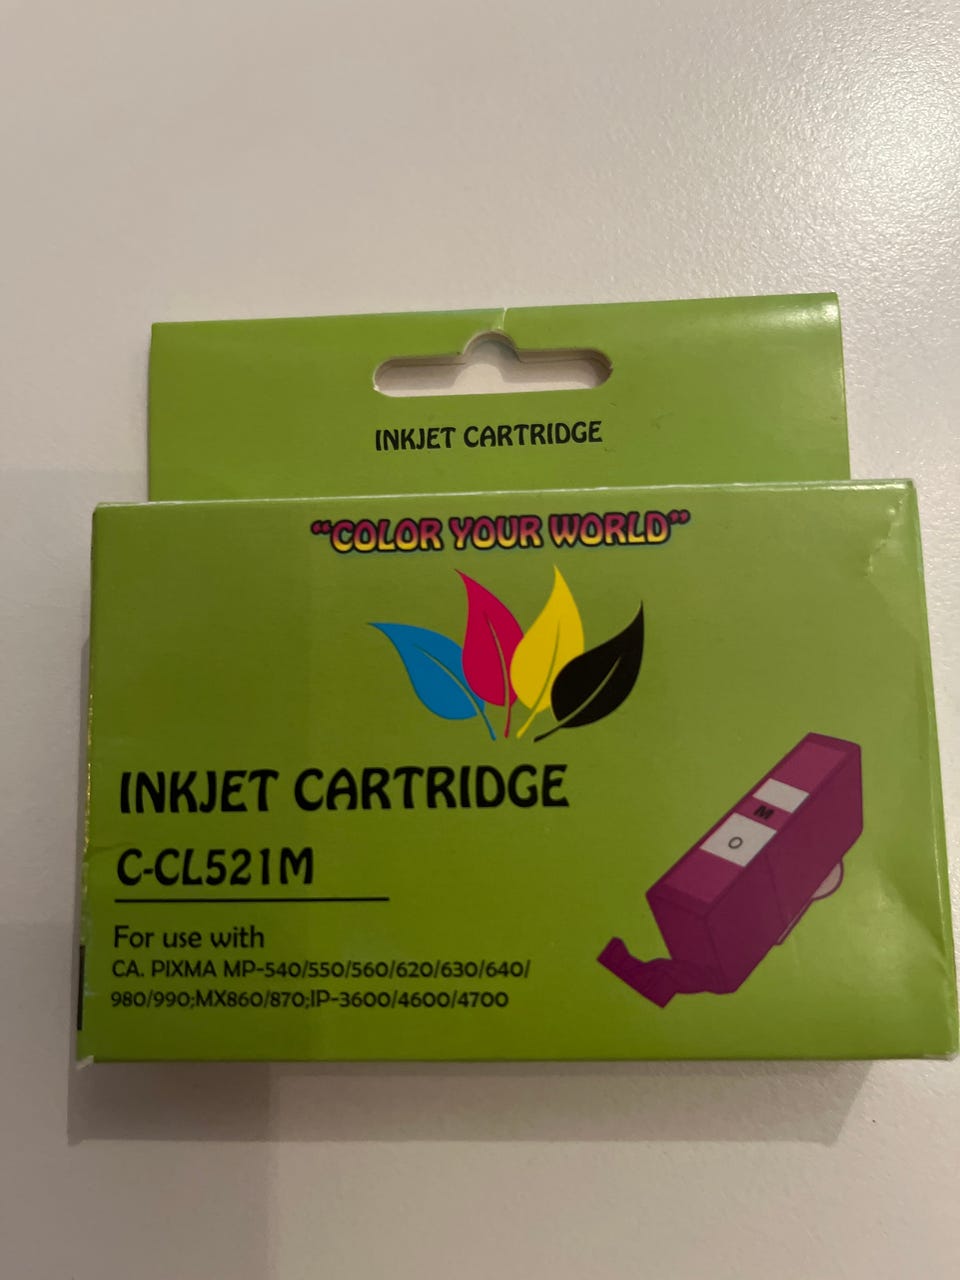 INKJET CARTRIDGE
"COLOR YOUR WORLD"
INKJET CARTRIDGE
C-CL521M
For use with
CA. PIXMA MP-540/550/560/620/630/640/
980/990;MX860/870;IP-3600/4600/4700
M
O